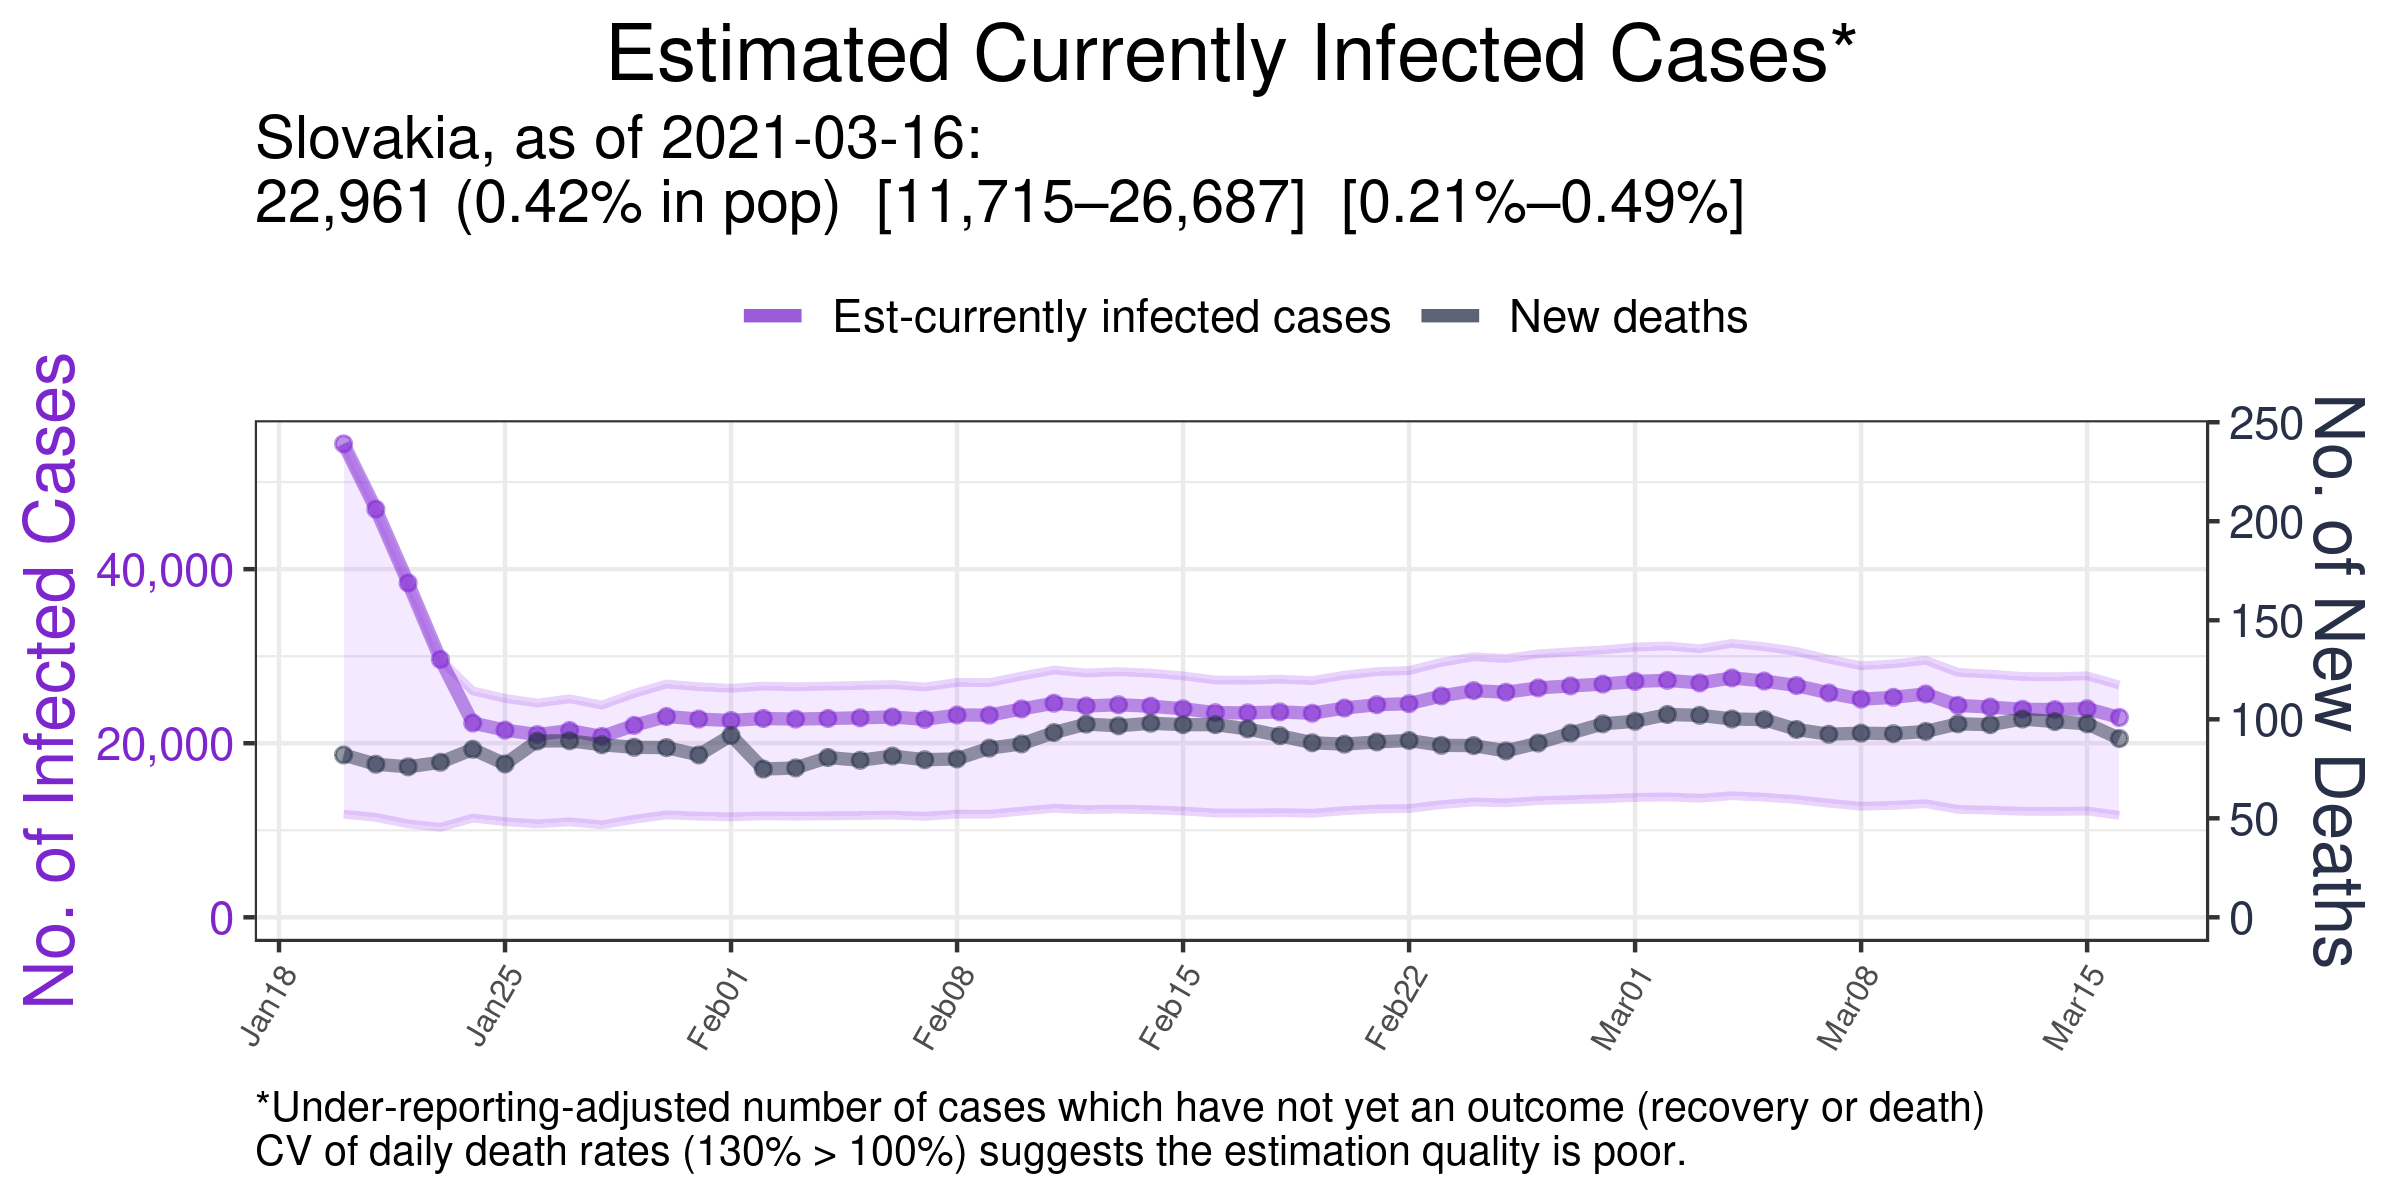 Estimated Currently Infected Cases*
Slovakia, as of 2021-03-16:
22,961 (0.42% in pop)  [11,715–26,687]  [0.21%–0.49%]
Est-currently infected cases
New deaths
No. of Infected Cases
40,000
20,000
0
250
200
150
100
50
0
No. of New Deaths
Jan18
Jan25
Feb01
Feb08
Feb15
Feb22
Mar01
Mar08
Mar15
*Under-reporting-adjusted number of cases which have not yet an outcome (recovery or death)
CV of daily death rates (130% > 100%) suggests the estimation quality is poor.